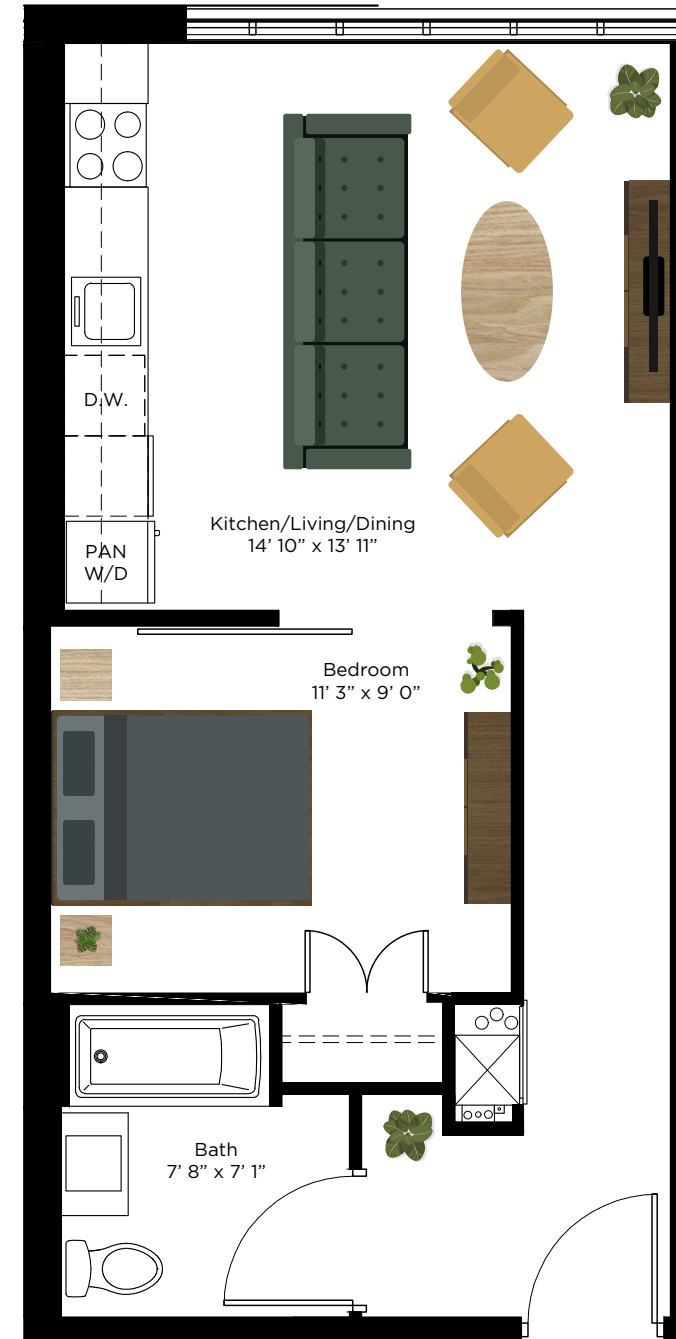 D.W.
PAN
W/D
Kitchen/Living/Dining
14’ 10” x 13’ 11”
Bedroom
11’ 3” x 9’ 0”
Bath
7’ 8” x 7’ 1”